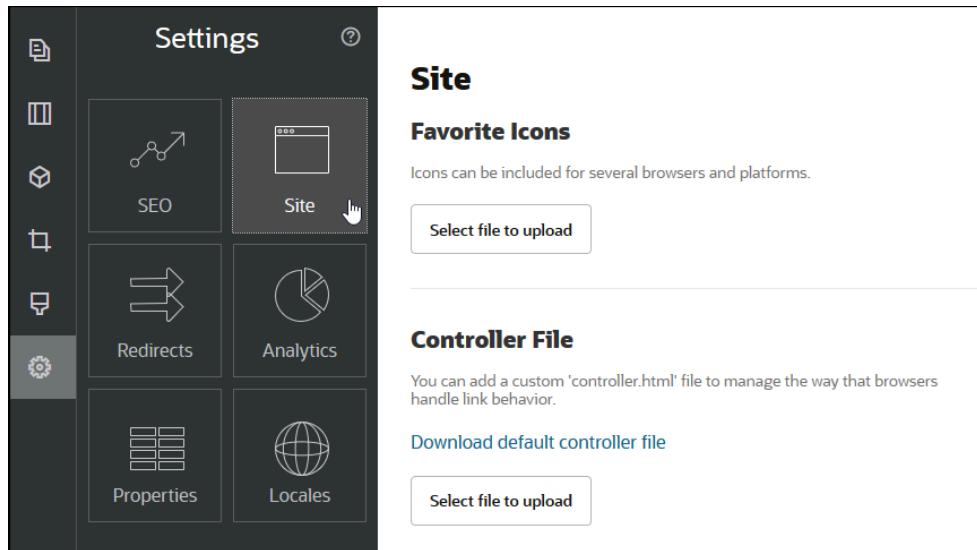 Settings
SEO
Site
Redirects
Analytics
Properties
Locales
Site
Favorite Icons
Icons can be included for several browsers and platforms.
Select file to upload
Controller File
You can add a custom 'controller.html' file to manage the way that browsers
handle link behavior.
Download default controller file
Select file to upload